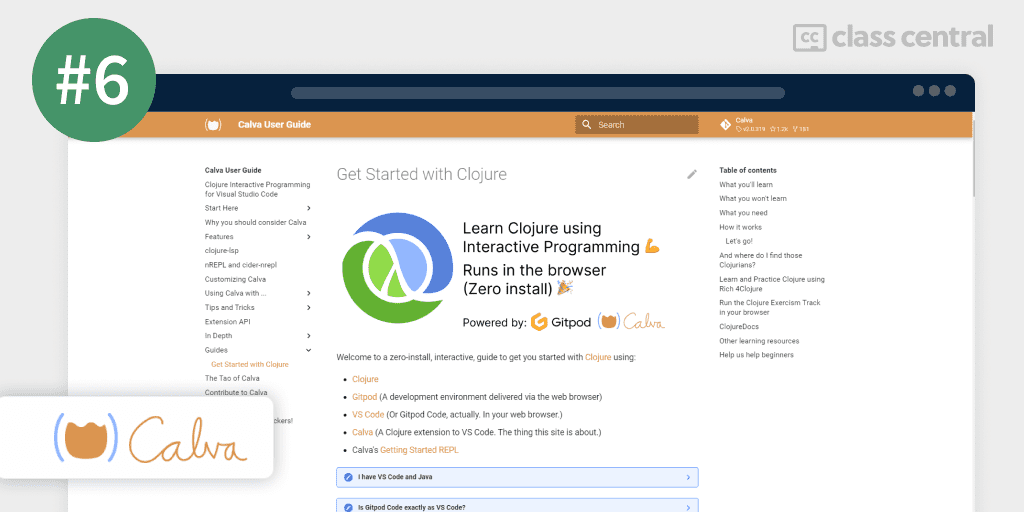 #6
class central
Calva User Guide
Search
Calva
v2.0.379 1.2k 181
Calva User Guide
Clojure Interactive Programming
for Visual Studio Code
Start Here
Why you should consider Calva
Features
clojure-lsp
nREPL and cider-nrepl
Customizing Calva
Using Calva with ...
Tips and Tricks
Extension API
In Depth
Guides
Get Started with Clojure
The Tao of Calva
Contribute to Calva
ckers!
Calva
Get Started with Clojure
Learn Clojure using
Interactive Programming 💪
Runs in the browser
(Zero install) 🎉
Powered by: Gitpod Calva
Welcome to a zero-install, interactive, guide to get you started with Clojure using:
• Clojure
• Gitpod (A development environment delivered via the web browser)
• VS Code (Or Gitpod Code, actually. In your web browser.)
• Calva (A Clojure extension to VS Code. The thing this site is about.)
• Calva's Getting Started REPL
I have VS Code and Java
Is Gitpod Code exactly as VS Code?
Table of contents
What you'll learn
What you won't learn
What you need
How it works
Let's go!
And where do I find those
Clojurians?
Learn and Practice Clojure using
Rich 4Clojure
Run the Clojure Exercism Track
in your browser
ClojureDocs
Other learning resources
Help us help beginners